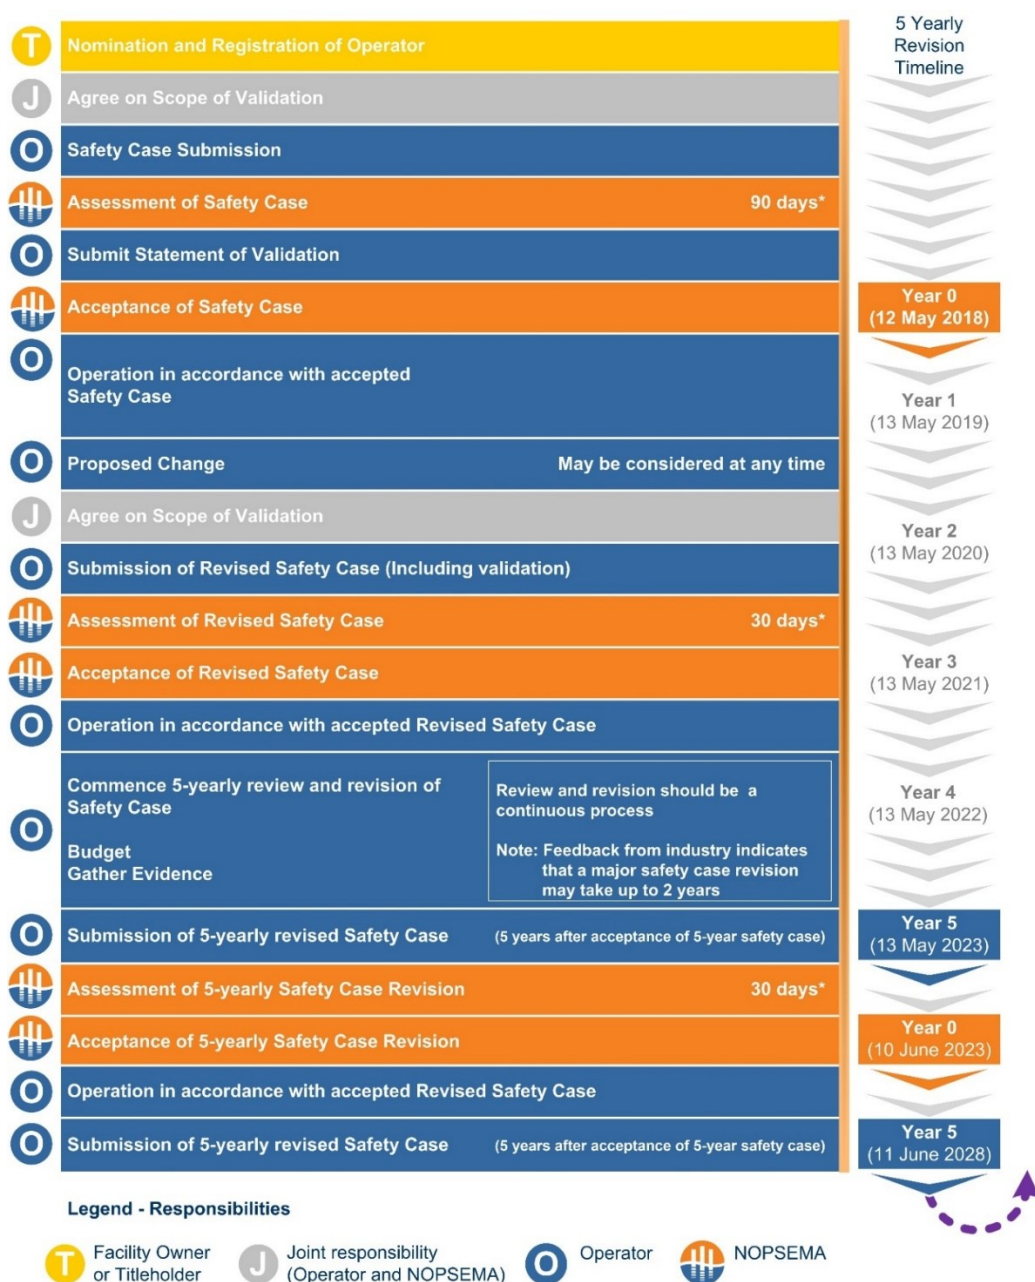 5 Yearly
Revision
Timeline
T Nomination and Registration of Operator
J Agree on Scope of Validation
O Safety Case Submission
Assessment of Safety Case 90 days*
O Submit Statement of Validation
Acceptance of Safety Case
Year 0
(12 May 2018)
O Operation in accordance with accepted
Safety Case
Year 1
(13 May 2019)
O Proposed Change May be considered at any time
J Agree on Scope of Validation
Year 2
(13 May 2020)
O Submission of Revised Safety Case (Including validation)
Assessment of Revised Safety Case 30 days*
Acceptance of Revised Safety Case
Year 3
(13 May 2021)
O Operation in accordance with accepted Revised Safety Case
O Commence 5-yearly review and revision of
Safety Case
Budget
Gather Evidence
Review and revision should be a
continuous process
Note: Feedback from industry indicates
that a major safety case revision
may take up to 2 years
Year 4
(13 May 2022)
O Submission of 5-yearly revised Safety Case (5 years after acceptance of 5-year safety case)
Year 5
(13 May 2023)
Assessment of 5-yearly Safety Case Revision 30 days*
Acceptance of 5-yearly Safety Case Revision
Year 0
(10 June 2023)
O Operation in accordance with accepted Revised Safety Case
O Submission of 5-yearly revised Safety Case (5 years after acceptance of 5-year safety case)
Year 5
(11 June 2028)
Legend - Responsibilities
T Facility Owner
or Titleholder
J Joint responsibility
(Operator and NOPSEMA)
O Operator
NOPSEMA